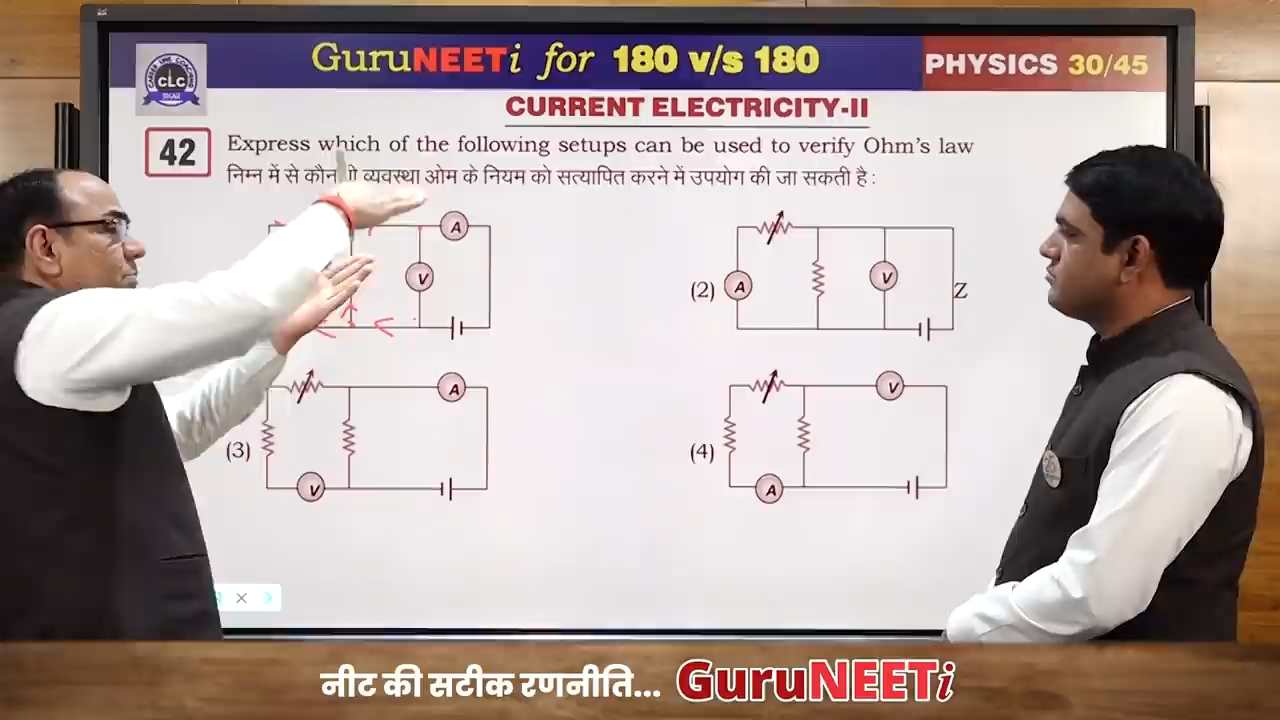 GuruNEETi for 180 v/s 180
PHYSICS 30/45
CLC
SIKAR
CURRENT ELECTRICITY-II
42
Express which of the following setups can be used to verify Ohm's law
निम्न में से कौन व्यवस्था ओम के नियम को सत्यापित करने में उपयोग की जा सकती है :
A
V
(2)
A
V
Z
(3)
A
V
(4)
V
A
नीट की सटीक रणनीति... GuruNEETi